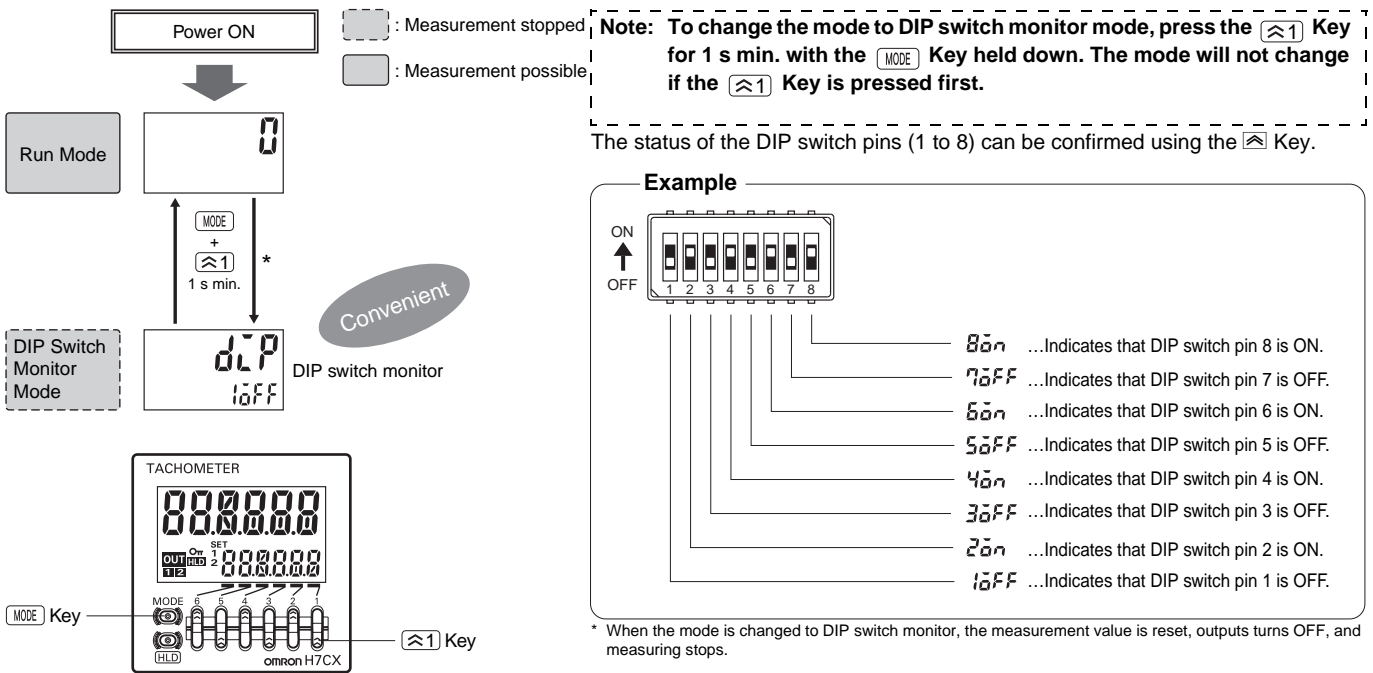 Power ON
: Measurement stopped
: Measurement possible
Run Mode
0
MODE
+
1
1 s min.
*
Convenient
DIP Switch
Monitor
Mode
dip
1off
DIP switch monitor
TACHOMETER
888888
OUT HLD
SET
1
2
1 2
888888
MODE 6 5 4 3 2 1
HLD
OMRON H7CX
MODE Key
1 Key
Note: To change the mode to DIP switch monitor mode, press the 1 Key
for 1 s min. with the MODE Key held down. The mode will not change
if the 1 Key is pressed first.
The status of the DIP switch pins (1 to 8) can be confirmed using the Key.
Example
ON
OFF
1 2 3 4 5 6 7 8
8on …Indicates that DIP switch pin 8 is ON.
7oFF …Indicates that DIP switch pin 7 is OFF.
6on …Indicates that DIP switch pin 6 is ON.
5oFF …Indicates that DIP switch pin 5 is OFF.
4on …Indicates that DIP switch pin 4 is ON.
3oFF …Indicates that DIP switch pin 3 is OFF.
2on …Indicates that DIP switch pin 2 is ON.
1oFF …Indicates that DIP switch pin 1 is OFF.
* When the mode is changed to DIP switch monitor, the measurement value is reset, outputs turns OFF, and
measuring stops.